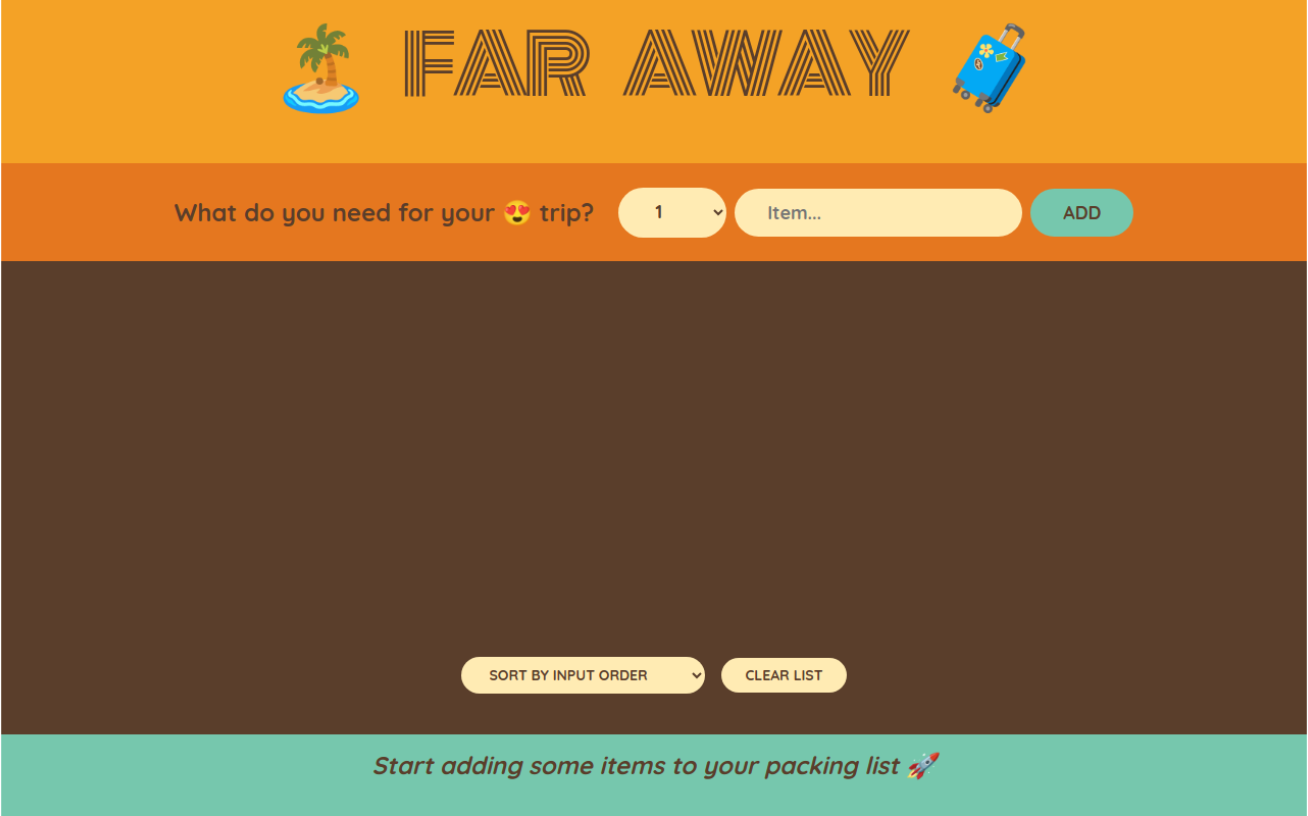 🏝️ FAR AWAY 🧳
What do you need for your 😍 trip? 1 Item... ADD
SORT BY INPUT ORDER CLEAR LIST
Start adding some items to your packing list 🚀